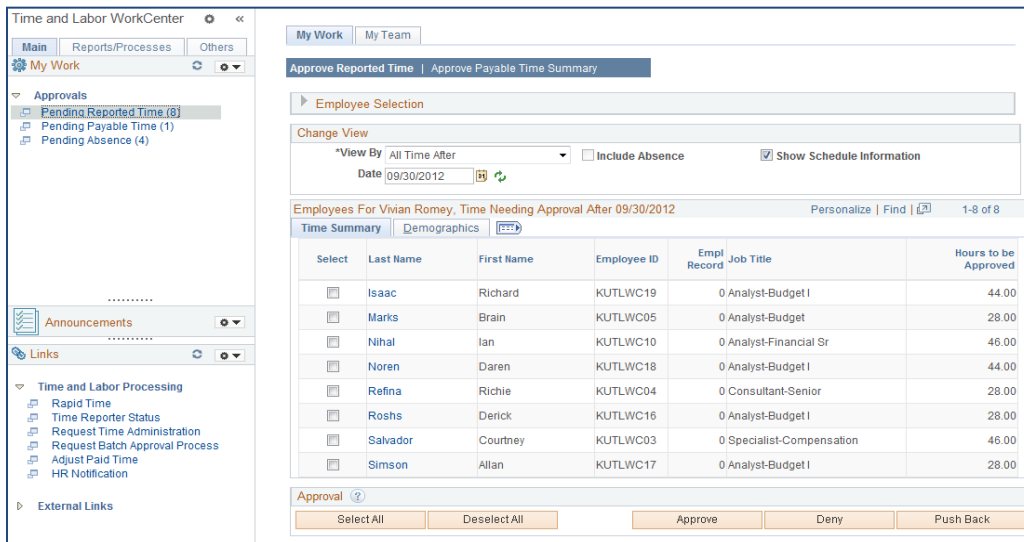 Time and Labor WorkCenter «
Main Reports/Processes Others
My Work
Approvals
Pending Reported Time (8)
Pending Payable Time (1)
Pending Absence (4)
Announcements
Links
Time and Labor Processing
Rapid Time
Time Reporter Status
Request Time Administration
Request Batch Approval Process
Adjust Paid Time
HR Notification
External Links
My Work My Team
Approve Reported Time | Approve Payable Time Summary
Employee Selection
Change View
*View By All Time After Include Absence Show Schedule Information
Date 09/30/2012 31
Employees For Vivian Romey, Time Needing Approval After 09/30/2012 Personalize | Find | 1-8 of 8
Time Summary Demographics
Select Last Name First Name Employee ID Empl Record Job Title Hours to be Approved
Isaac Richard KUTLWC19 0 Analyst-Budget I 44.00
Marks Brain KUTLWC05 0 Analyst-Budget 28.00
Nihal Ian KUTLWC10 0 Analyst-Financial Sr 46.00
Noren Daren KUTLWC18 0 Analyst-Budget I 44.00
Refina Richie KUTLWC04 0 Consultant-Senior 28.00
Roshs Derick KUTLWC16 0 Analyst-Budget I 28.00
Salvador Courtney KUTLWC03 0 Specialist-Compensation 46.00
Simson Allan KUTLWC17 0 Analyst-Budget I 28.00
Approval ?
Select All Deselect All Approve Deny Push Back